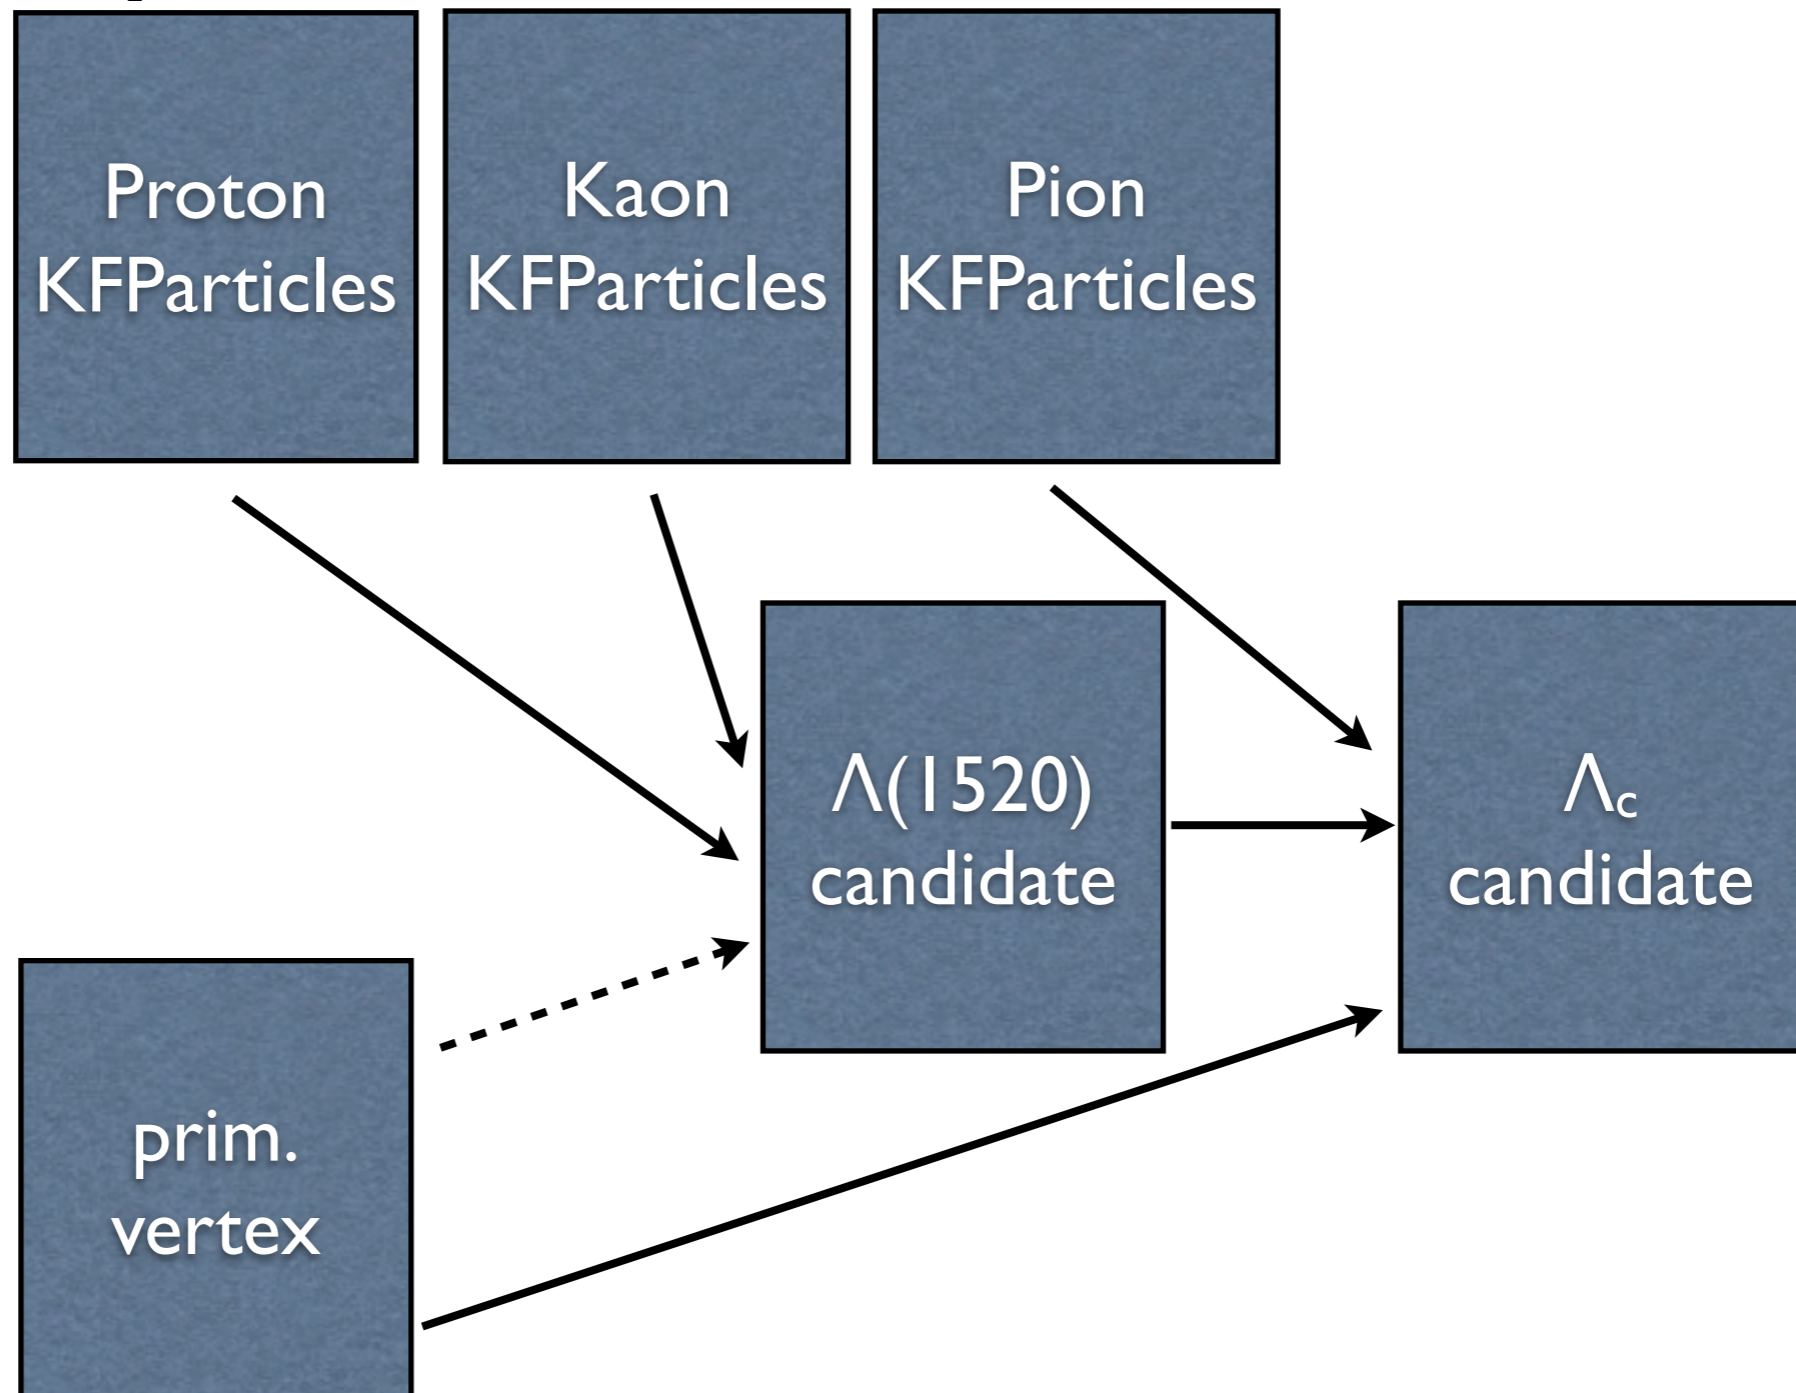 Proton
KFParticles
Kaon
KFParticles
Pion
KFParticles
Λ(1520)
candidate
Λc
candidate
prim.
vertex